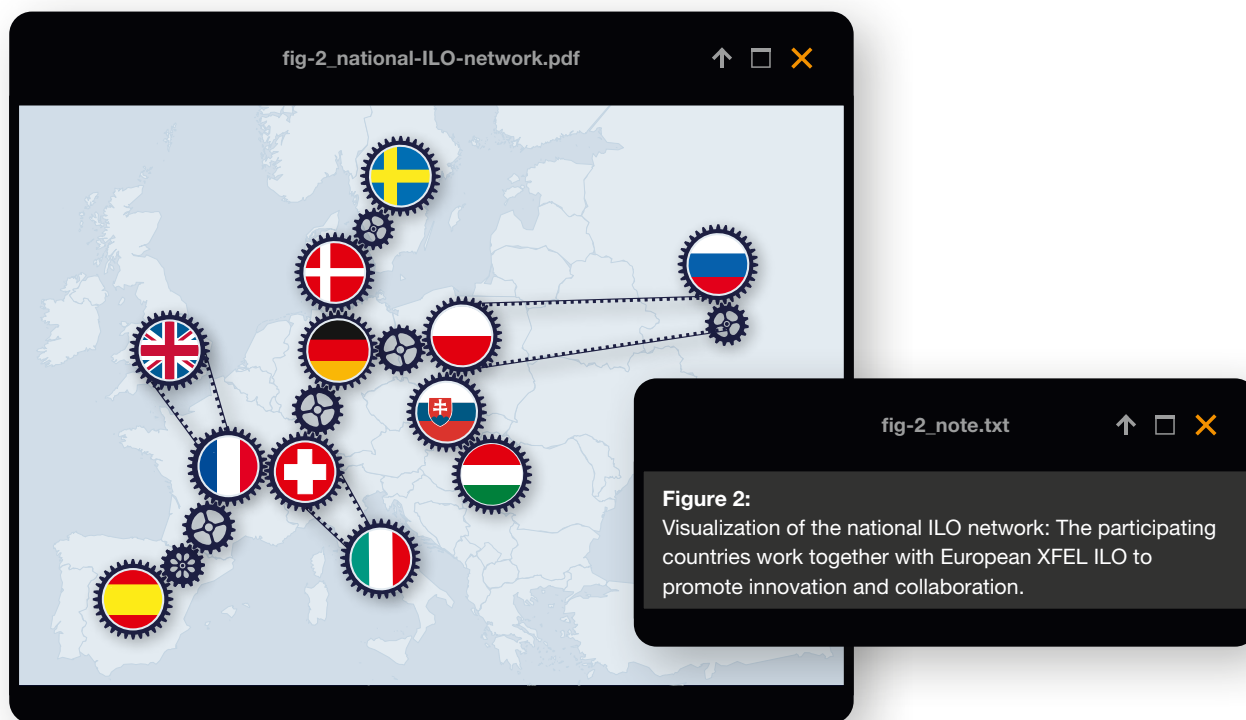 fig-2_national-ILO-network.pdf
fig-2_note.txt
Figure 2:
Visualization of the national ILO network: The participating
countries work together with European XFEL ILO to
promote innovation and collaboration.